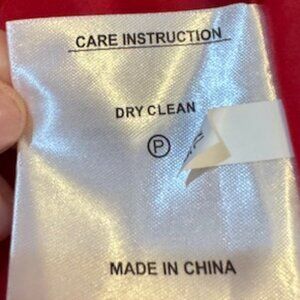 CARE INSTRUCTION
DRY CLEAN
P
MADE IN CHINA